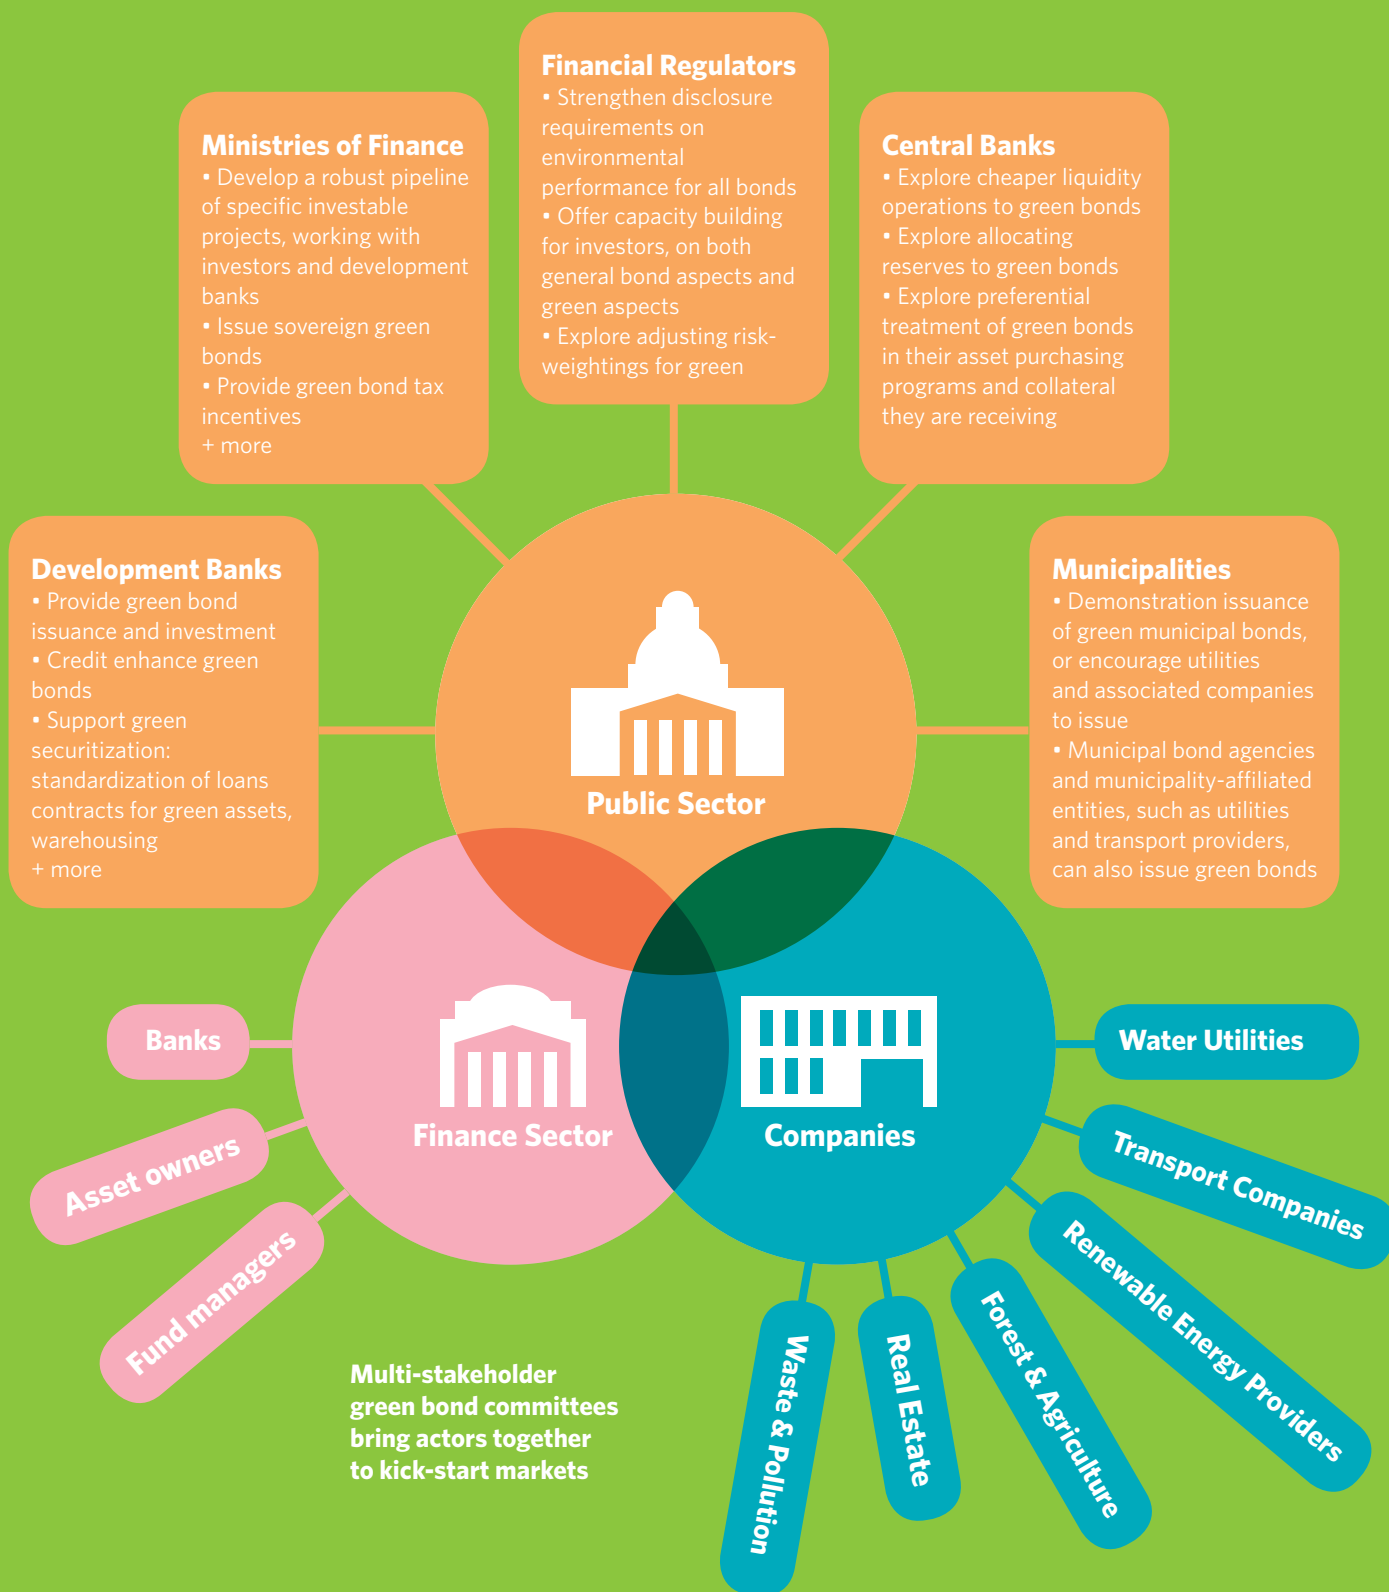 Financial Regulators
• Strengthen disclosure
requirements on
environmental
performance for all bonds
• Offer capacity building
for investors, on both
general bond aspects and
green aspects
• Explore adjusting risk-
weightings for green
Ministries of Finance
• Develop a robust pipeline
of specific investable
projects, working with
investors and development
banks
• Issue sovereign green
bonds
• Provide green bond tax
incentives
+ more
Central Banks
• Explore cheaper liquidity
operations to green bonds
• Explore allocating
reserves to green bonds
• Explore preferential
treatment of green bonds
in their asset purchasing
programs and collateral
they are receiving
Development Banks
• Provide green bond
issuance and investment
• Credit enhance green
bonds
• Support green
securitization:
standardization of loans
contracts for green assets,
warehousing
+ more
Municipalities
• Demonstration issuance
of green municipal bonds,
or encourage utilities
and associated companies
to issue
• Municipal bond agencies
and municipality-affiliated
entities, such as utilities
and transport providers,
can also issue green bonds
Public Sector
Finance Sector
Companies
Banks
Asset owners
Fund managers
Water Utilities
Transport Companies
Renewable Energy Providers
Forest & Agriculture
Real Estate
Waste & Pollution
Multi-stakeholder
green bond committees
bring actors together
to kick-start markets